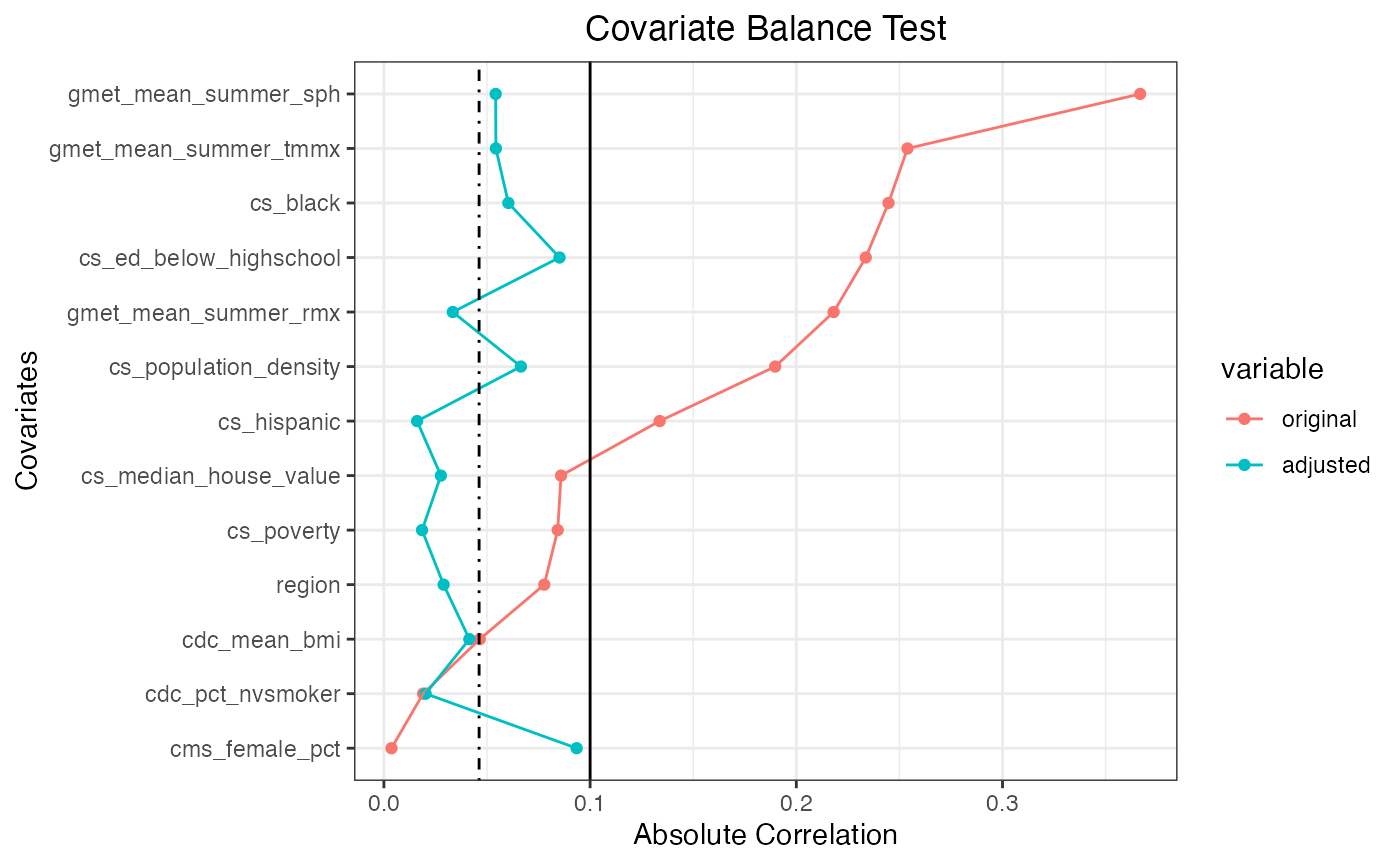 Covariate Balance Test
gmet_mean_summer_sph
gmet_mean_summer_tmmx
cs_black
cs_ed_below_highschool
gmet_mean_summer_rmx
cs_population_density
cs_hispanic
cs_median_house_value
cs_poverty
region
cdc_mean_bmi
cdc_pct_nvsmoker
cms_female_pct
Covariates
0.0 0.1 0.2 0.3
Absolute Correlation
variable
original
adjusted